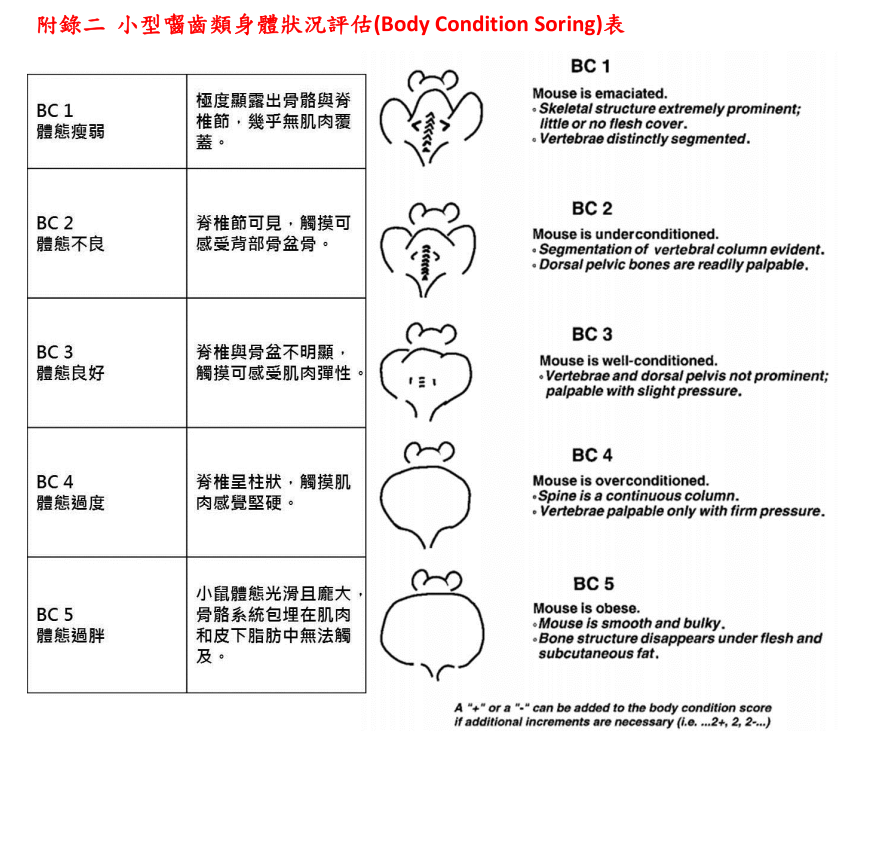 附錄二 小型囓齒類身體狀況評估(Body Condition Soring)表
BC 1
體態瘦弱
極度顯露出骨骼與脊
椎節，幾乎無肌肉覆
蓋。
BC 1
Mouse is emaciated.
◦ Skeletal structure extremely prominent;
little or no flesh cover.
◦ Vertebrae distinctly segmented.
BC 2
體態不良
脊椎節可見，觸摸可
感受背部骨盆骨。
BC 2
Mouse is underconditioned.
◦ Segmentation of vertebral column evident.
◦ Dorsal pelvic bones are readily palpable.
BC 3
體態良好
脊椎與骨盆不明顯，
觸摸可感受肌肉彈性。
BC 3
Mouse is well-conditioned.
◦ Vertebrae and dorsal pelvis not prominent;
palpable with slight pressure.
BC 4
體態過度
脊椎呈柱狀，觸摸肌
肉感覺堅硬。
BC 4
Mouse is overconditioned.
◦ Spine is a continuous column.
◦ Vertebrae palpable only with firm pressure.
BC 5
體態過胖
小鼠體態光滑且龐大，
骨骼系統包埋在肌肉
和皮下脂肪中無法觸
及。
BC 5
Mouse is obese.
◦ Mouse is smooth and bulky.
◦ Bone structure disappears under flesh and
subcutaneous fat.
A "+" or a "-" can be added to the body condition score
if additional increments are necessary (i.e. ...2+, 2, 2-...)